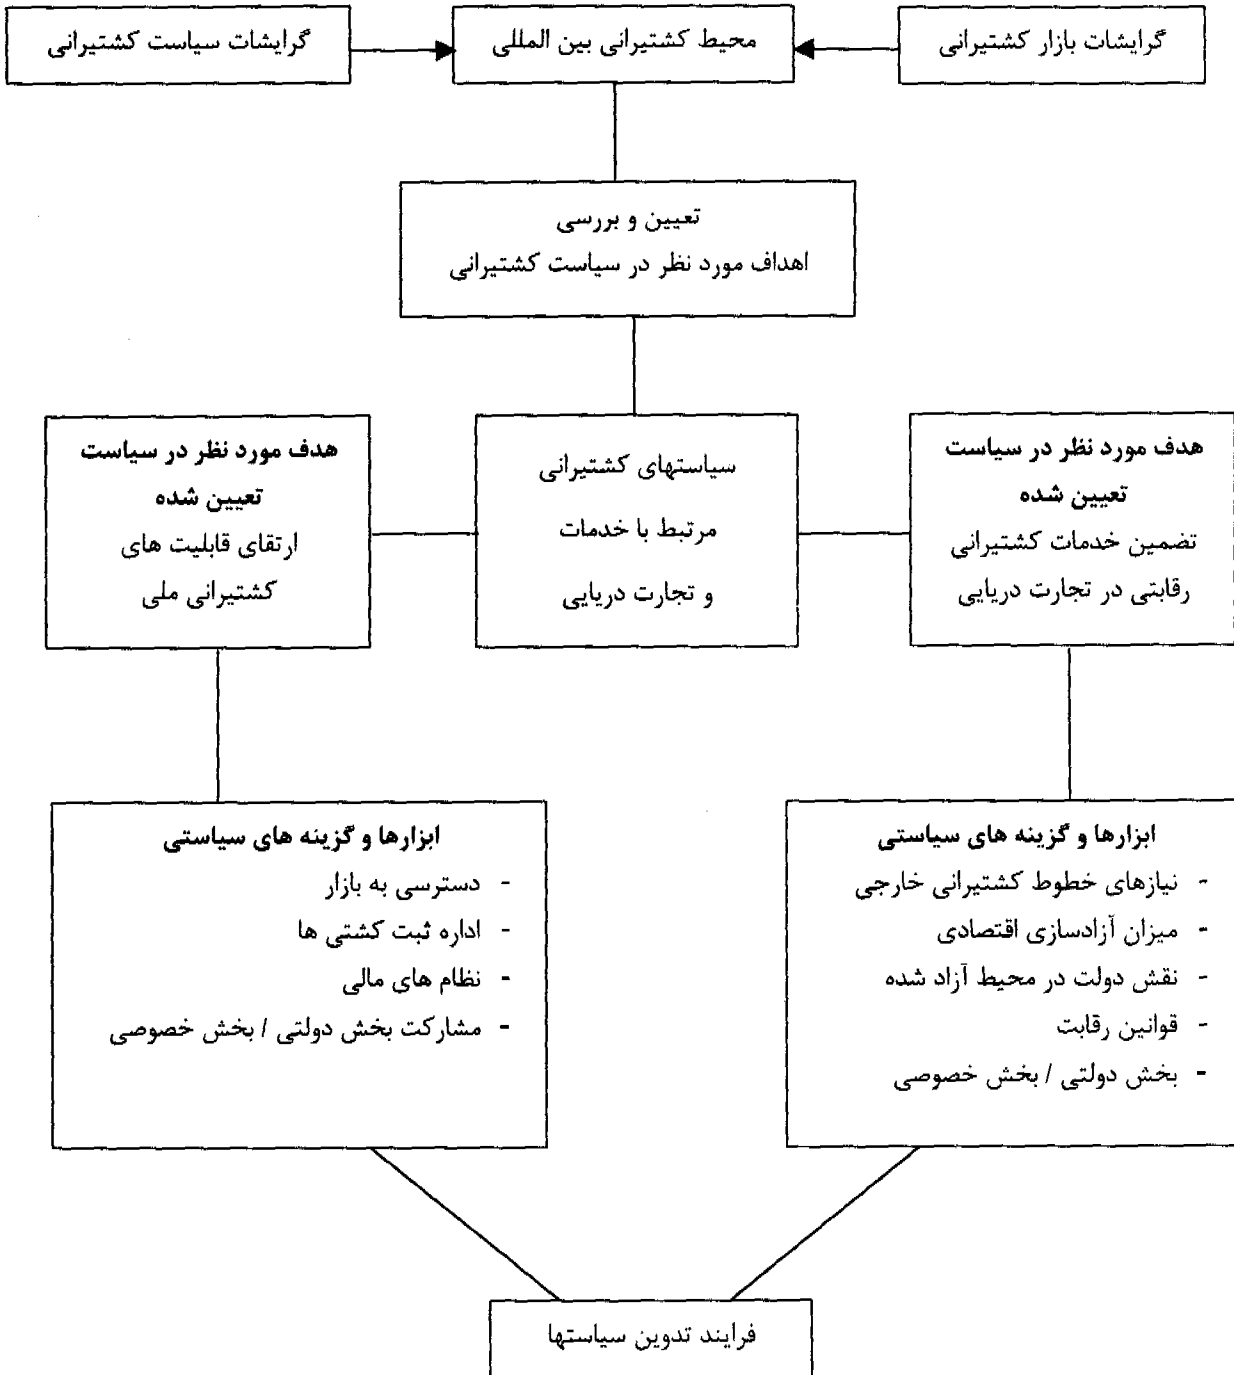 گرایشات بازار کشتیرانی
محیط کشتیرانی بین المللی
گرایشات سیاست کشتیرانی
تعیین و بررسی
اهداف مورد نظر در سیاست کشتیرانی
هدف مورد نظر در سیاست
تعیین شده
تضمین خدمات کشتیرانی
رقابتی در تجارت دریایی
سیاستهای کشتیرانی
مرتبط با خدمات
و تجارت دریایی
هدف مورد نظر در سیاست
تعیین شده
ارتقای قابلیت های
کشتیرانی ملی
ابزارها و گزینه های سیاستی
- نیازهای خطوط کشتیرانی خارجی
- میزان آزادسازی اقتصادی
- نقش دولت در محیط آزاد شده
- قوانین رقابت
- بخش دولتی / بخش خصوصی
ابزارها و گزینه های سیاستی
- دسترسی به بازار
- اداره ثبت کشتی ها
- نظام های مالی
- مشارکت بخش دولتی / بخش خصوصی
فرایند تدوین سیاستها